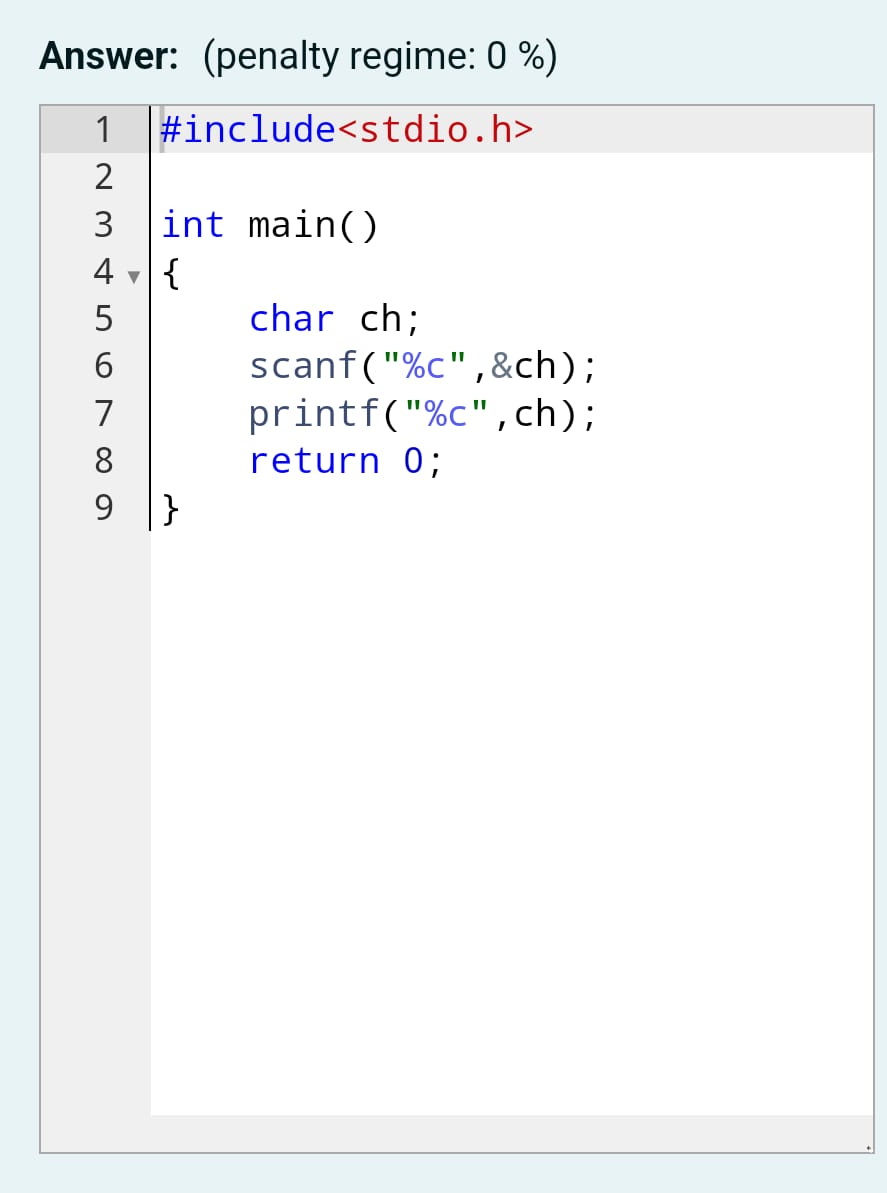 Answer: (penalty regime: 0 %)
1 #include<stdio.h>
2
3 int main()
4 {
5     char ch;
6     scanf("%c",&ch);
7     printf("%c",ch);
8     return 0;
9 }